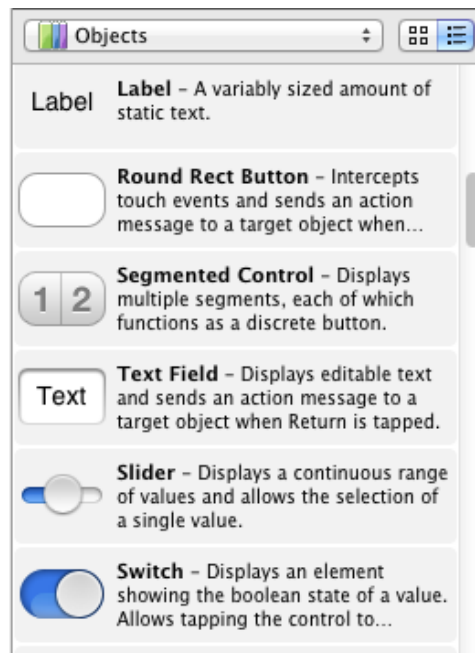 Objects
Label
Label – A variably sized amount of
static text.
Round Rect Button – Intercepts
touch events and sends an action
message to a target object when...
1 2
Segmented Control – Displays
multiple segments, each of which
functions as a discrete button.
Text
Text Field – Displays editable text
and sends an action message to a
target object when Return is tapped.
Slider – Displays a continuous range
of values and allows the selection of
a single value.
Switch – Displays an element
showing the boolean state of a value.
Allows tapping the control to...